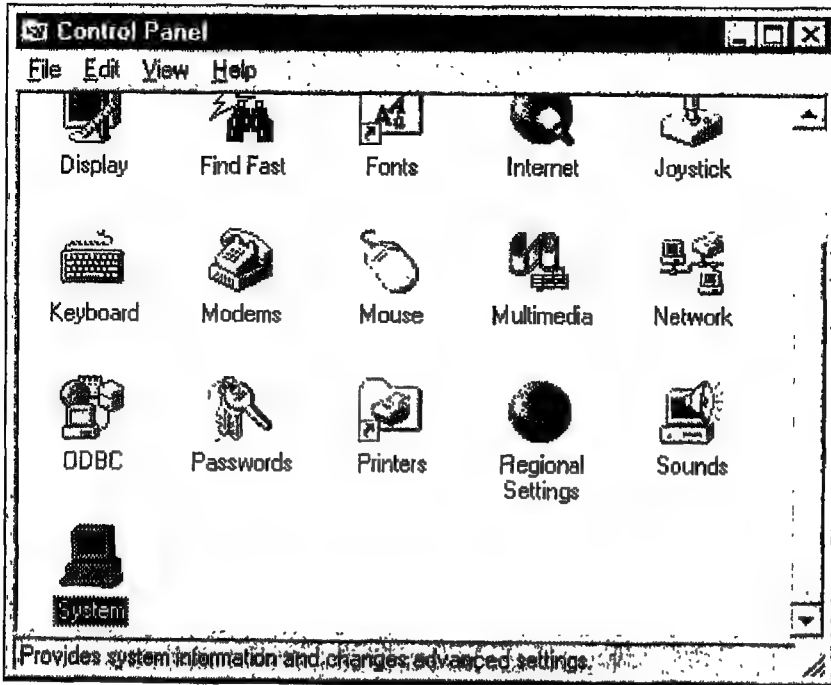 Control Panel
File Edit View Help
Display Find Fast Fonts Internet Joystick
Keyboard Modems Mouse Multimedia Network
ODBC Passwords Printers Regional Settings Sounds
System
Provides system information and changes advanced settings.